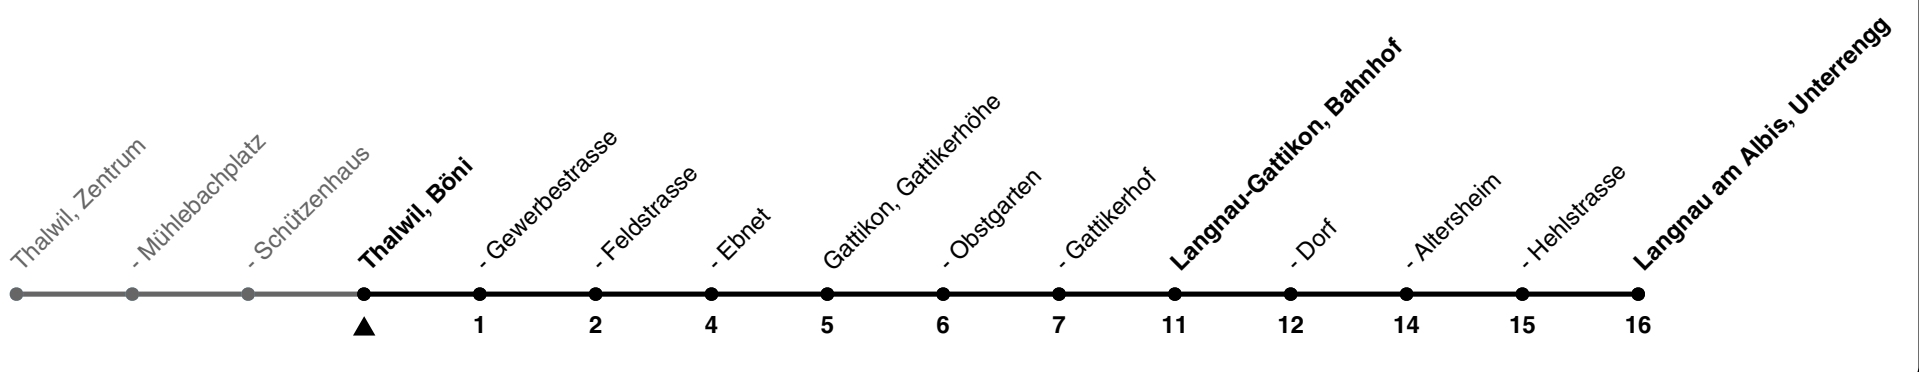 Thalwil, Zentrum
- Mühlebachplatz
- Schützenhaus
Thalwil, Böni
- Gewerbestrasse
- Feldstrasse
- Ebnet
Gattikon, Gattikerhöhe
- Obstgarten
- Gattikerhof
Langnau-Gattikon, Bahnhof
- Dorf
- Altersheim
- Hehlstrasse
Langnau am Albis, Unterrengg
1 2 4 5 6 7 11 12 14 15 16